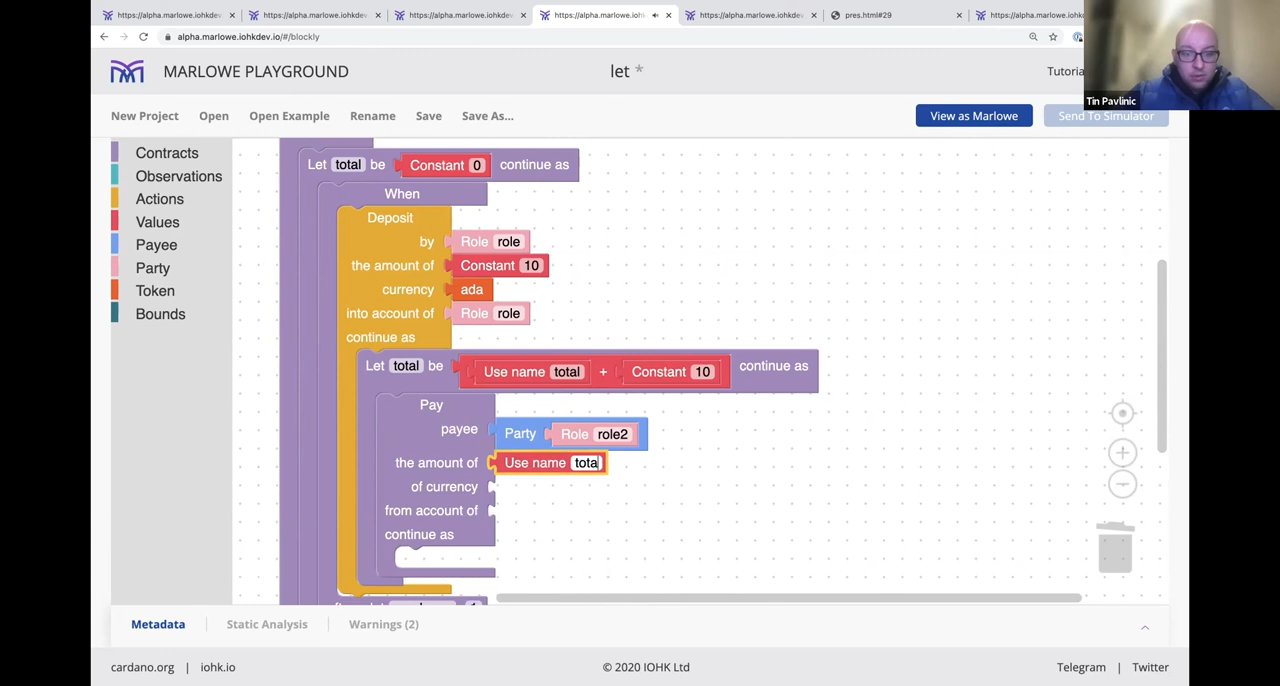 https://alpha.marlowe.iohkdev.io
https://alpha.marlowe.iohkdev.i
https://alpha.marlowe.iohkdev.i
https://alpha.marlowe.iohkdev.i
https://alpha.marlowe.iohkdev.i
pres.html#29
https://alpha.marlowe.iohkdev
alpha.marlowe.iohkdev.io/#/blockly
MARLOWE PLAYGROUND
let *
Tutoria
Tin Pavlinic
New Project
Open
Open Example
Rename
Save
Save As...
View as Marlowe
Send To Simulator
Contracts
Observations
Actions
Values
Payee
Party
Token
Bounds
Let total be Constant 0 continue as
When
Deposit
by Role role
the amount of Constant 10
currency ada
into account of Role role
continue as
Let total be Use name total + Constant 10 continue as
Pay
payee Party Role role2
the amount of Use name tota
of currency
from account of
continue as
Metadata
Static Analysis
Warnings (2)
cardano.org | iohk.io
© 2020 IOHK Ltd
Telegram | Twitter